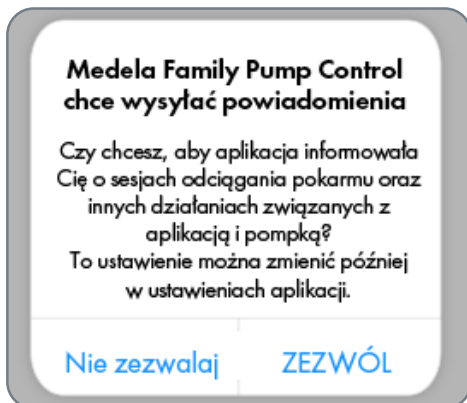 Medela Family Pump Control
chce wysyłać powiadomienia
Czy chcesz, aby aplikacja informowała
Cię o sesjach odciągania pokarmu oraz
innych działaniach związanych z
aplikacją i pompką?
To ustawienie można zmienić później
w ustawieniach aplikacji.
Nie zezwalaj ZEZWÓL